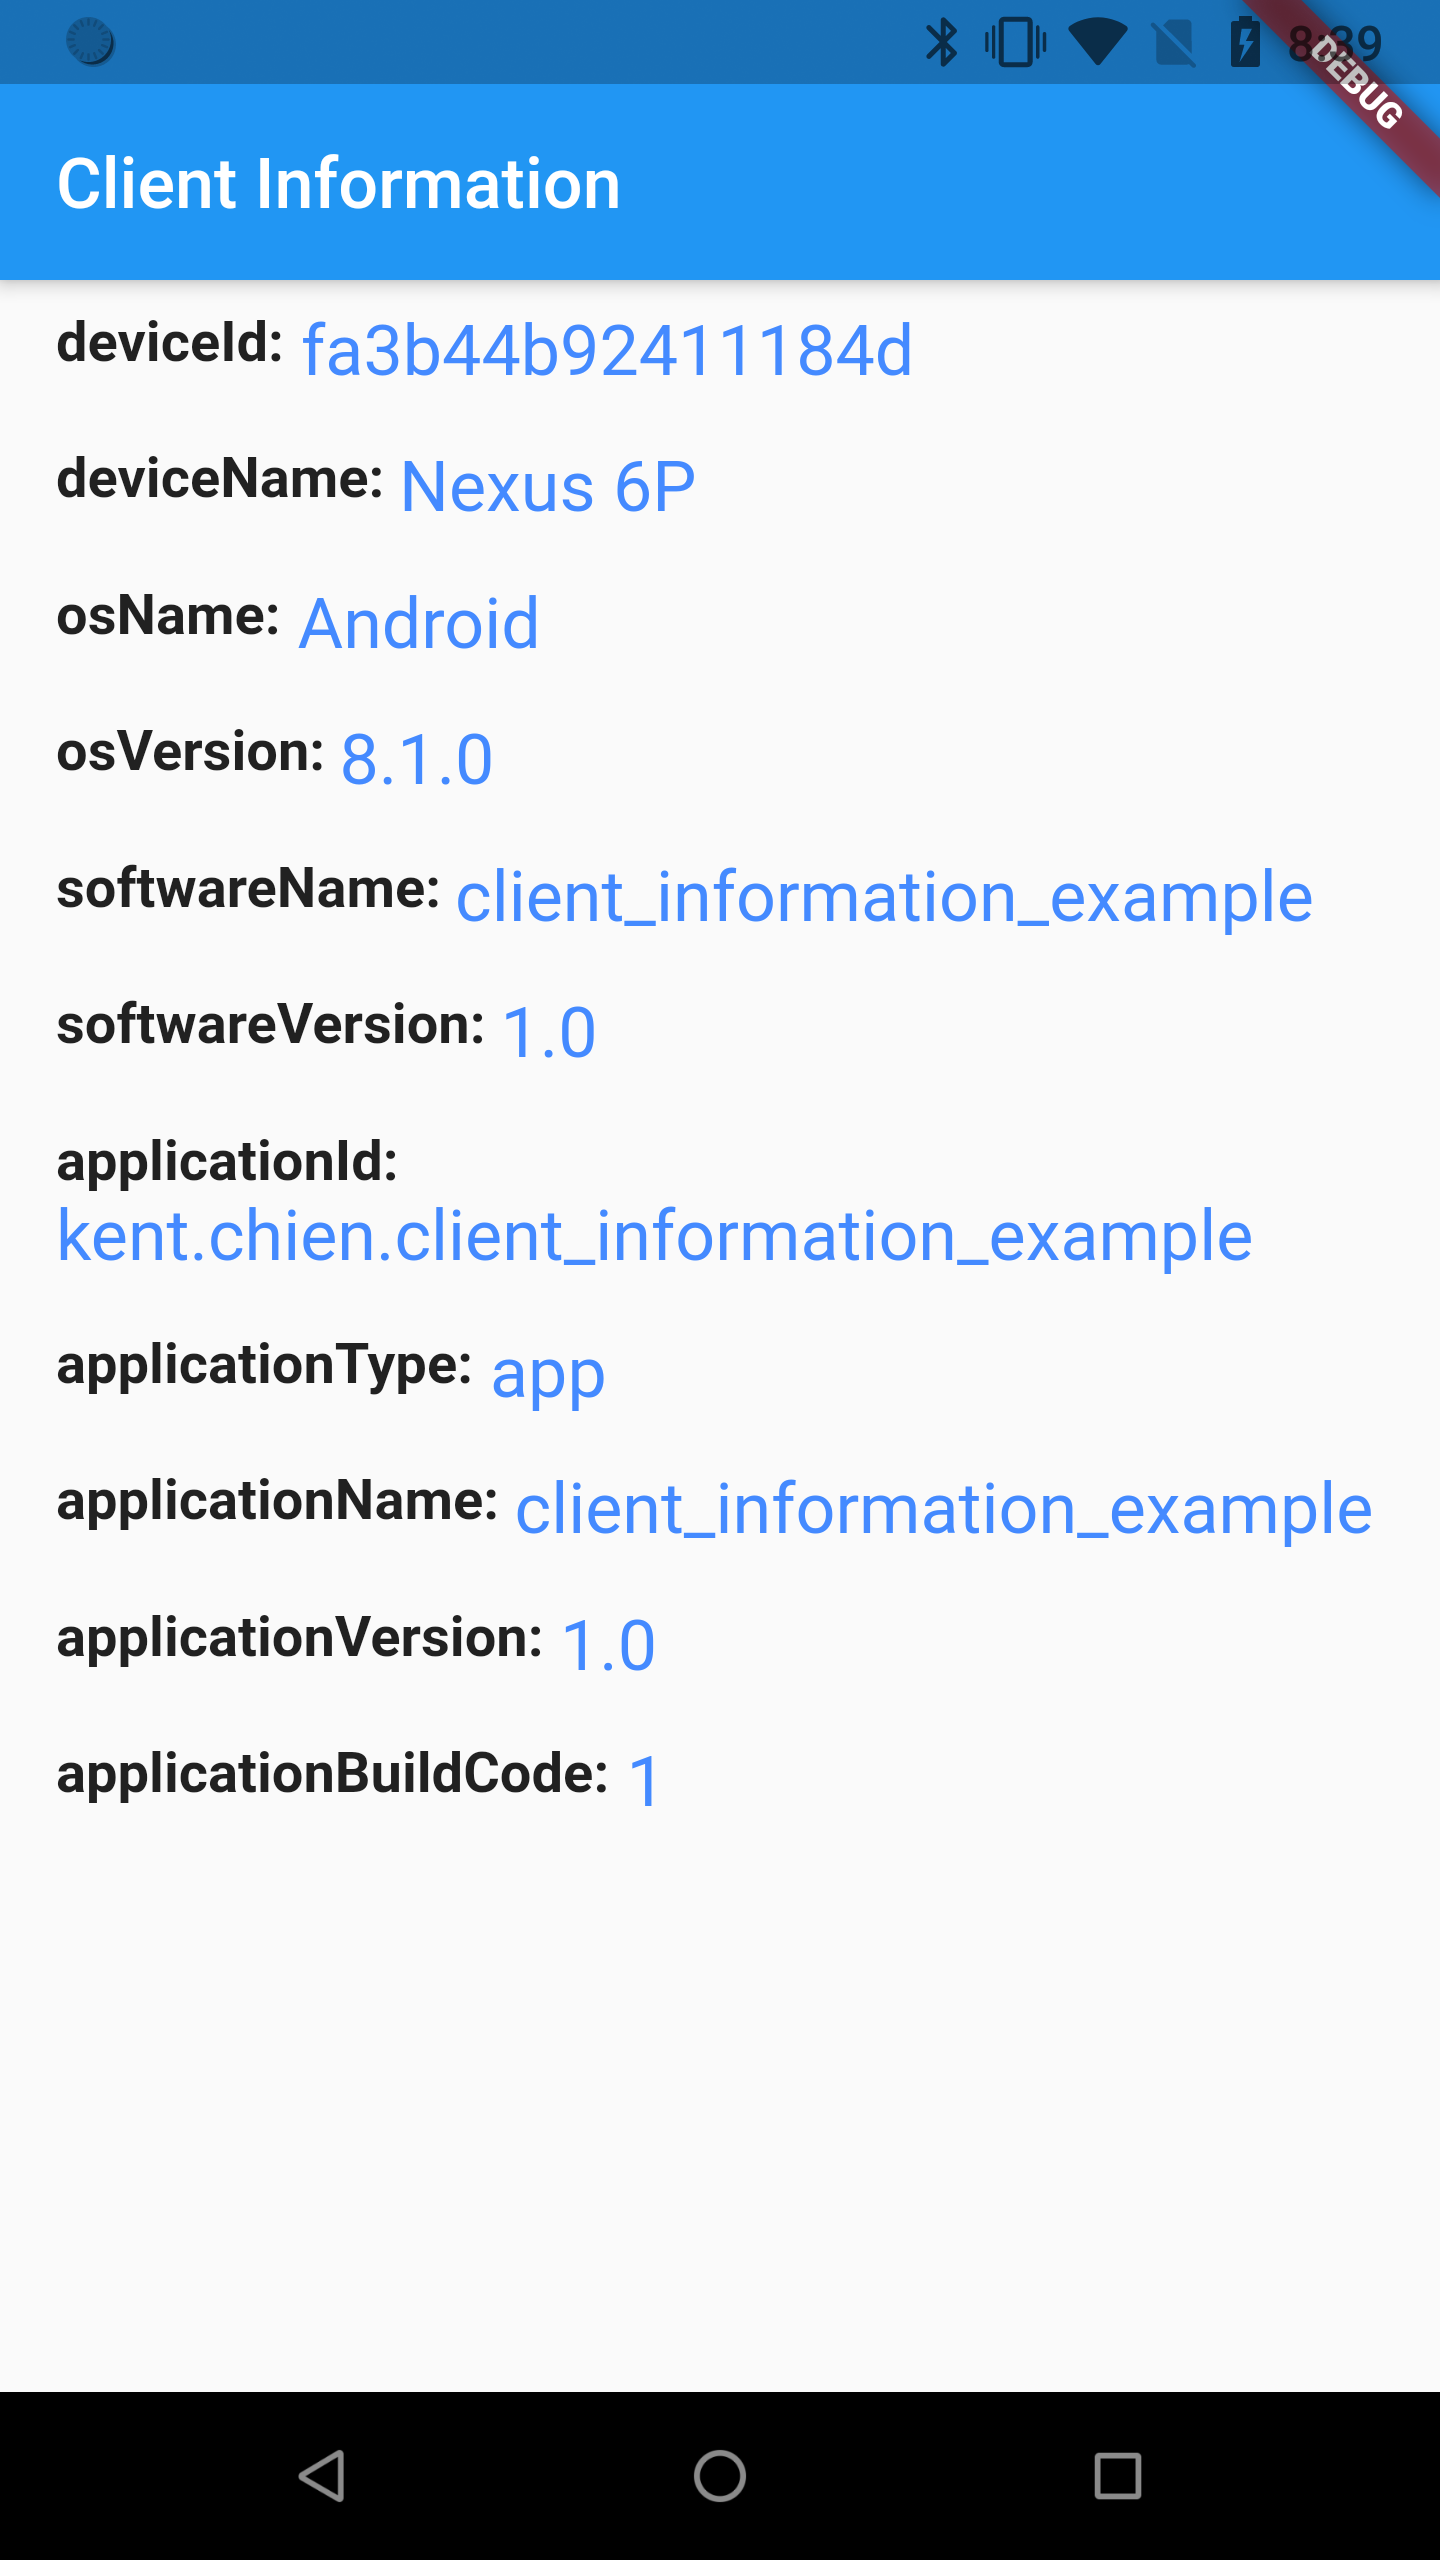 8:39
DEBUG
Client Information
deviceId: fa3b44b92411184d
deviceName: Nexus 6P
osName: Android
osVersion: 8.1.0
softwareName: client_information_example
softwareVersion: 1.0
applicationId:
kent.chien.client_information_example
applicationType: app
applicationName: client_information_example
applicationVersion: 1.0
applicationBuildCode: 1